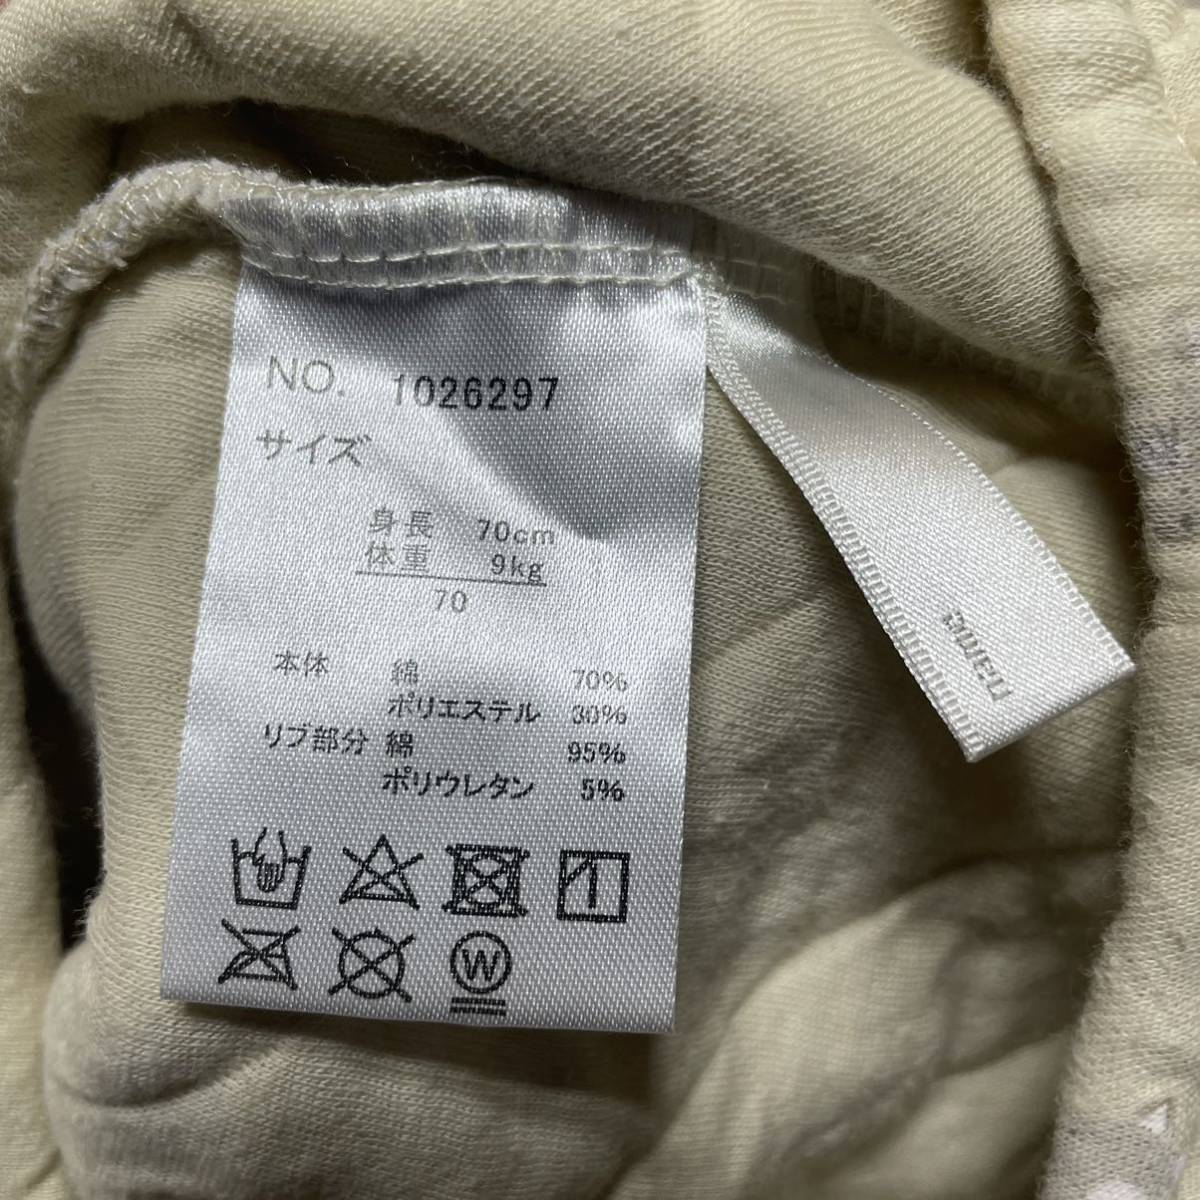 NO. 1026297
サイズ
身長 70cm
体重 9kg
70
本体 綿 70%
ポリエステル 30%
リブ部分 綿 95%
ポリウレタン 5%
W
name